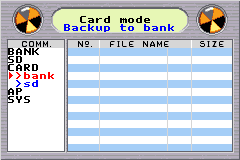 Card mode
Backup to bank
COMM. Nº. FILE NAME SIZE
BANK
SD
CARD
>bank
>sd
AP
SYS